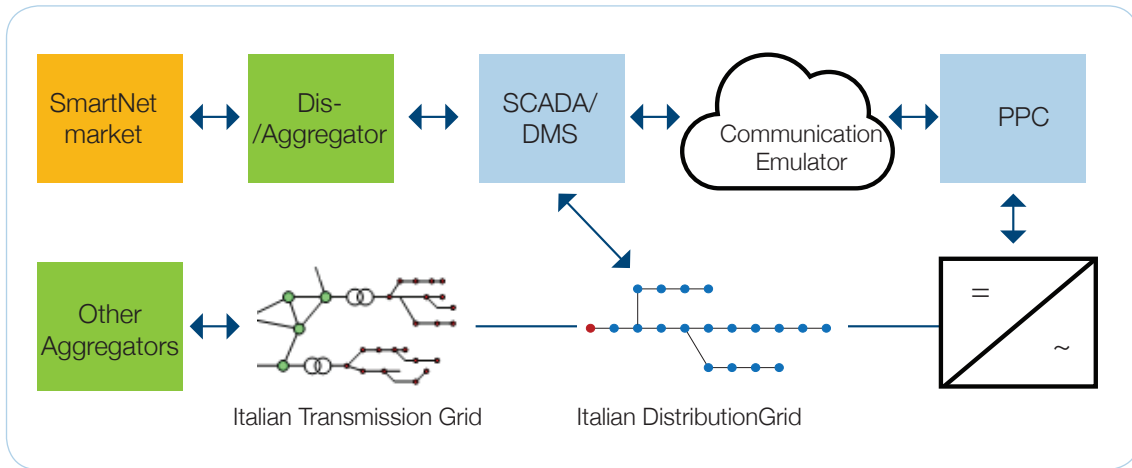 SmartNet
market
Dis-
/Aggregator
SCADA/
DMS
Communication
Emulator
PPC
Other
Aggregators
=
~
Italian Transmission Grid
Italian DistributionGrid